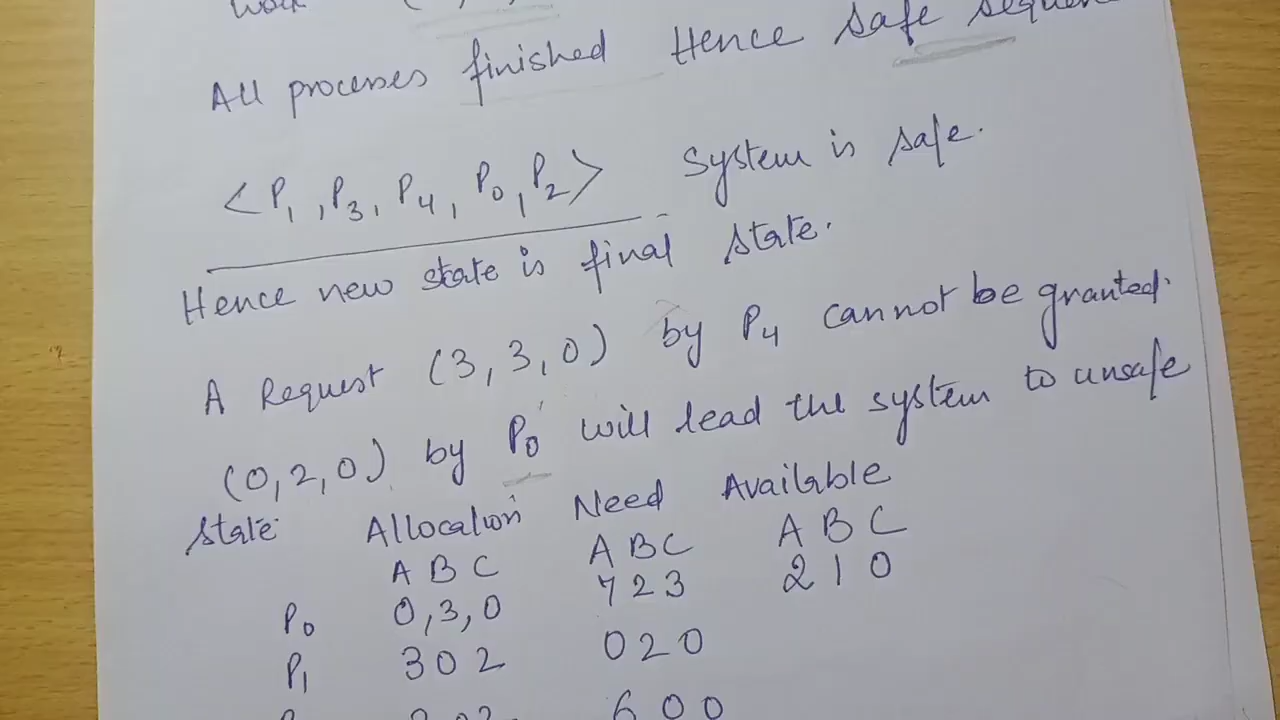 All processes finished Hence safe
<P1, P3, P4, P0, P2> System is safe.
Hence new state is final state.
A Request (3,3,0) by P4 cannot be granted.
(0,2,0) by P0 will lead the system to unsafe
State Allocation Need Available
A B C A B C A B C
P0 0,3,0 7 2 3 2 1 0
P1 3 0 2 0 2 0
6 0 0